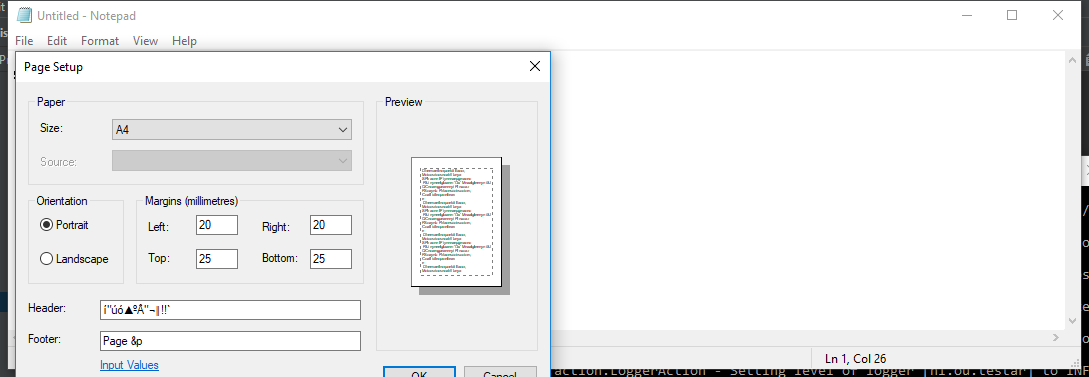 Untitled - Notepad
File Edit Format View Help
Page Setup
Paper
Size: A4
Source:
Preview
Orientation
Portrait
Landscape
Margins (millimetres)
Left: 20 Right: 20
Top: 25 Bottom: 25
Header: í"úó▲ºÂ"¬‖!!`
Footer: Page &p
Input Values
OK Cancel
Ln 1, Col 26
action.LoggerAction - Setting level of logger [nl.ou.testar] to INF